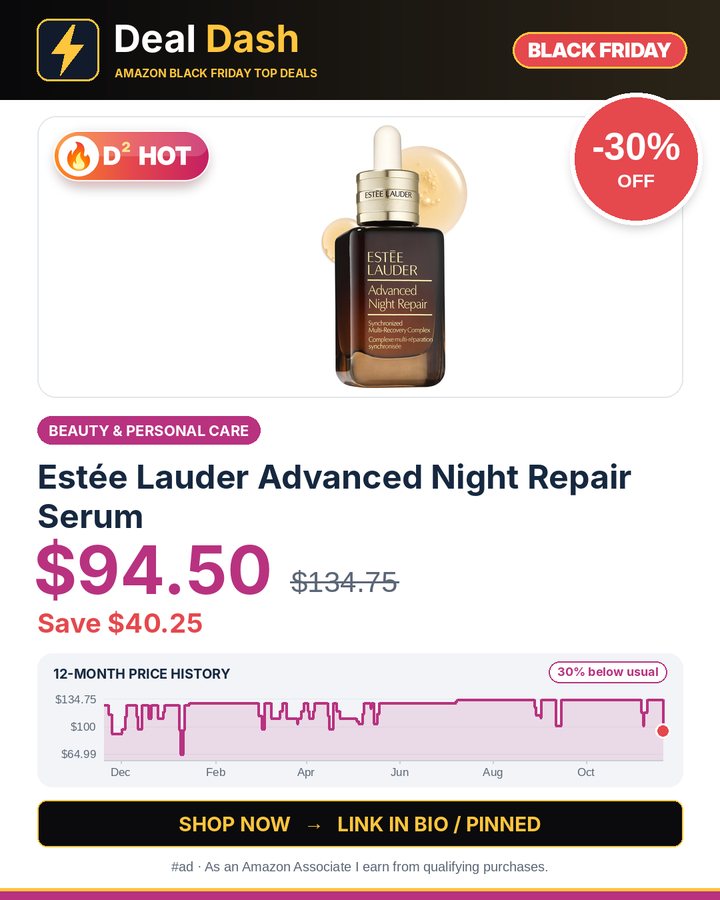 Deal Dash
AMAZON BLACK FRIDAY TOP DEALS
BLACK FRIDAY
D² HOT
-30%
OFF
ESTĒE LAUDER
ESTĒE
LAUDER
Advanced
Night Repair
Synchronized
Multi-Recovery Complex
Complexe multi-réparation
synchronisée
BEAUTY & PERSONAL CARE
Estée Lauder Advanced Night Repair
Serum
$94.50 $134.75
Save $40.25
12-MONTH PRICE HISTORY
30% below usual
$134.75
$100
$64.99
Dec Feb Apr Jun Aug Oct
SHOP NOW → LINK IN BIO / PINNED
#ad · As an Amazon Associate I earn from qualifying purchases.